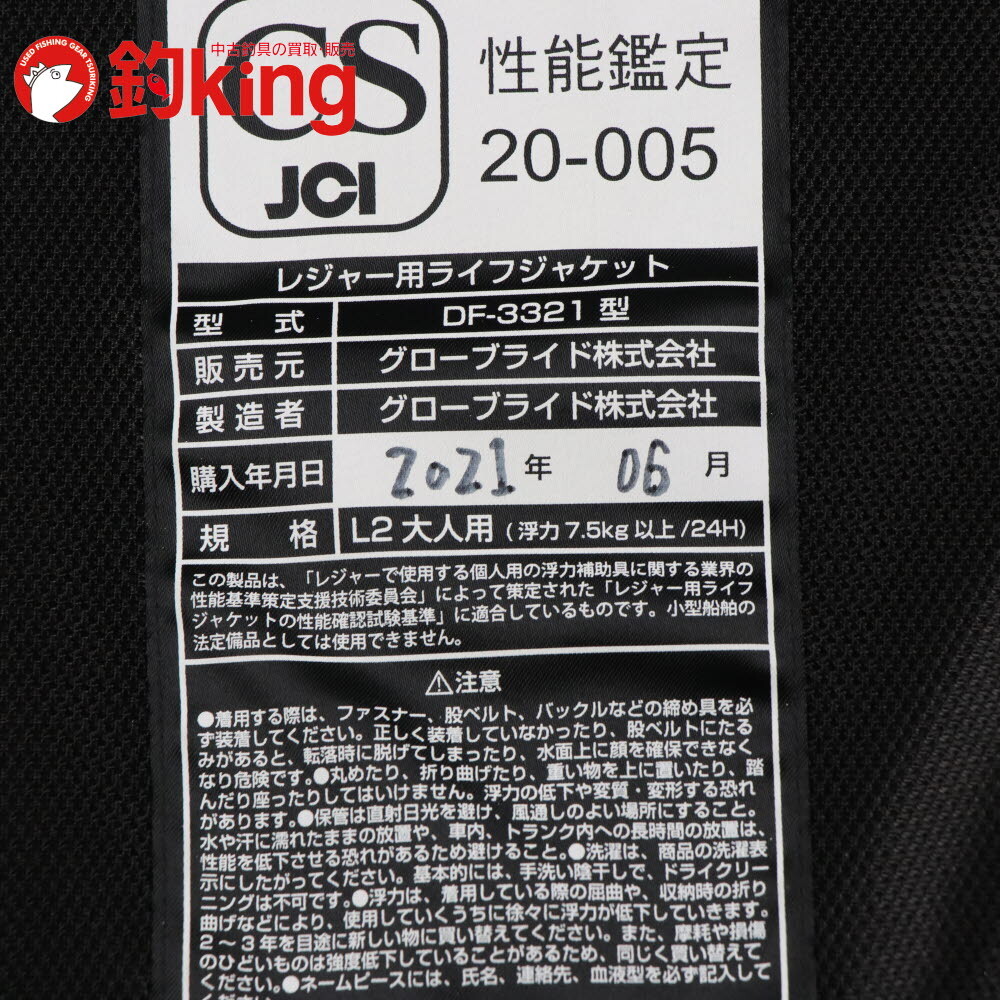 USED FISHING GEAR TSURIKING
中古釣具の買取・販売
釣king
CS
JCI
性能鑑定
20-005
レジャー用ライフジャケット
型 式 DF-3321 型
販売元 グローブライド株式会社
製造者 グローブライド株式会社
購入年月日 2021 年 06 月
規 格 L2 大人用 (浮力 7.5kg 以上/24H)
この製品は、「レジャーで使用する個人用の浮力補助具に関する業界の
性能基準策定支援技術委員会」によって策定された「レジャー用ライフ
ジャケットの性能確認試験基準」に適合しているものです。小型船舶の
法定備品としては使用できません。
⚠注意
●着用する際は、ファスナー、股ベルト、バックルなどの締め具を必
ず装着してください。正しく装着していなかったり、股ベルトにたる
みがあると、転落時に脱げてしまったり、水面上に顔を確保できなく
なり危険です。●丸めたり、折り曲げたり、重い物を上に置いたり、踏
んだり座ったりしてはいけません。浮力の低下や変質・変形する恐れ
があります。●保管は直射日光を避け、風通しのよい場所にすること。
水や汗に濡れたままの放置や、車内、トランク内への長時間の放置は、
性能を低下させる恐れがあるため避けること。●洗濯は、商品の洗濯表
示にしたがってください。基本的には、手洗い陰干しで、ドライクリー
ニングは不可です。●浮力は、着用している際の屈曲や、収納時の折り
曲げなどにより、使用していくうちに徐々に浮力が低下していきます。
2～3年を目途に新しい物に買い替えてください。また、摩耗や損傷
のひどいものは強度低下していることがあるため、同じく買い替えて
ください。●ネームピースには、氏名、連絡先、血液型を必ず記入して